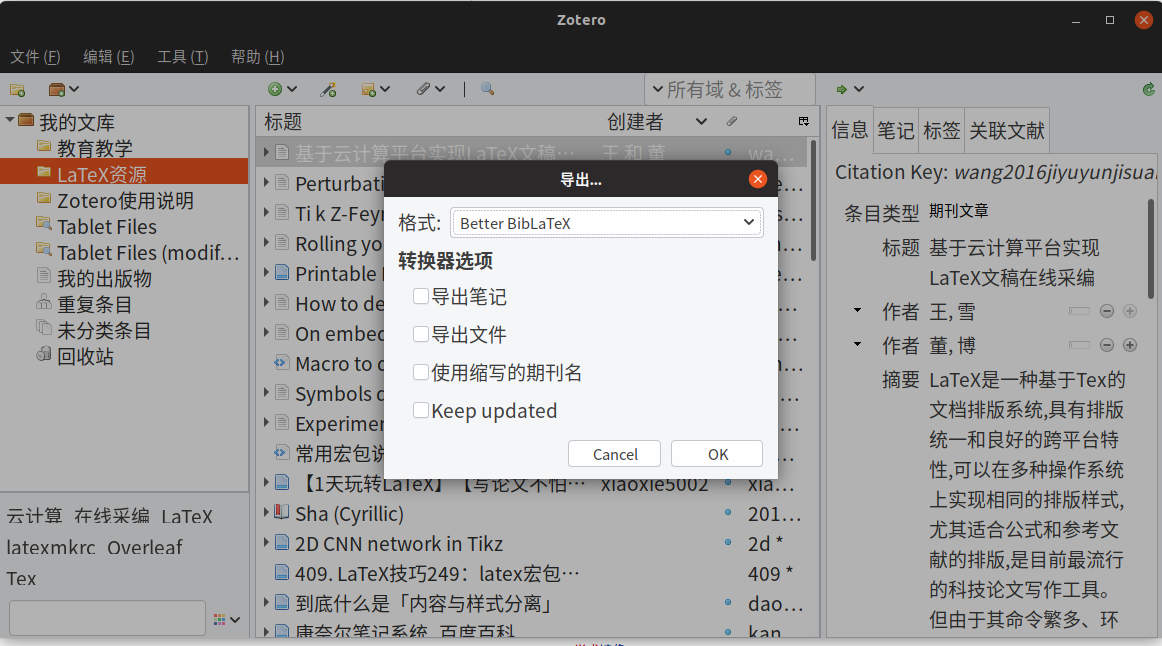 Zotero
文件 (F) 编辑 (E) 工具 (T) 帮助 (H)
所有域 & 标签
我的文库
教育教学
LaTeX资源
Zotero使用说明
Tablet Files
Tablet Files (modif…
我的出版物
重复条目
未分类条目
回收站
云计算 在线采编 LaTeX
latexmkrc Overleaf
Tex
标题 创建者
基于云计算平台实现LaTeX文稿… 王 和 董 wa…
Perturbati
Ti k Z-Feyn
Rolling yo
Printable
How to de
On embed
Macro to
Symbols
Experimen
常用宏包说
【1天玩转LaTeX】【写论文不怕… xiaoxie5002 xia…
Sha (Cyrillic) 201…
2D CNN network in Tikz 2d *
409. LaTeX技巧249：latex宏包… 409 *
到底什么是「内容与样式分离」 dao…
康奈尔笔记系统_百度百科 kan
导出...
格式: Better BibLaTeX
转换器选项
导出笔记
导出文件
使用缩写的期刊名
Keep updated
Cancel OK
信息 笔记 标签 关联文献
Citation Key: wang2016jiyuyunjisuan
条目类型 期刊文章
标题 基于云计算平台实现
LaTeX文稿在线采编
作者 王, 雪
作者 董, 博
摘要 LaTeX是一种基于Tex的
文档排版系统,具有排版
统一和良好的跨平台特
性,可以在多种操作系统
上实现相同的排版样式,
尤其适合公式和参考文
献的排版,是目前最流行
的科技论文写作工具。
但由于其命令繁多、环